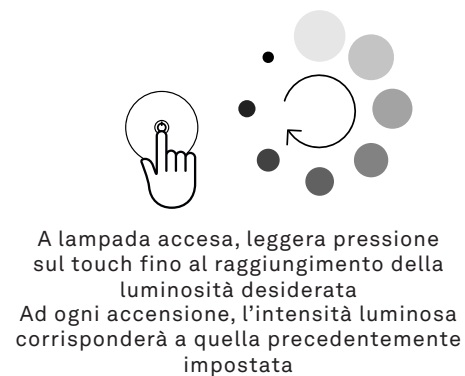 A lampada accesa, leggera pressione
sul touch fino al raggiungimento della
luminosità desiderata
Ad ogni accensione, l’intensità luminosa
corrisponderà a quella precedentemente
impostata